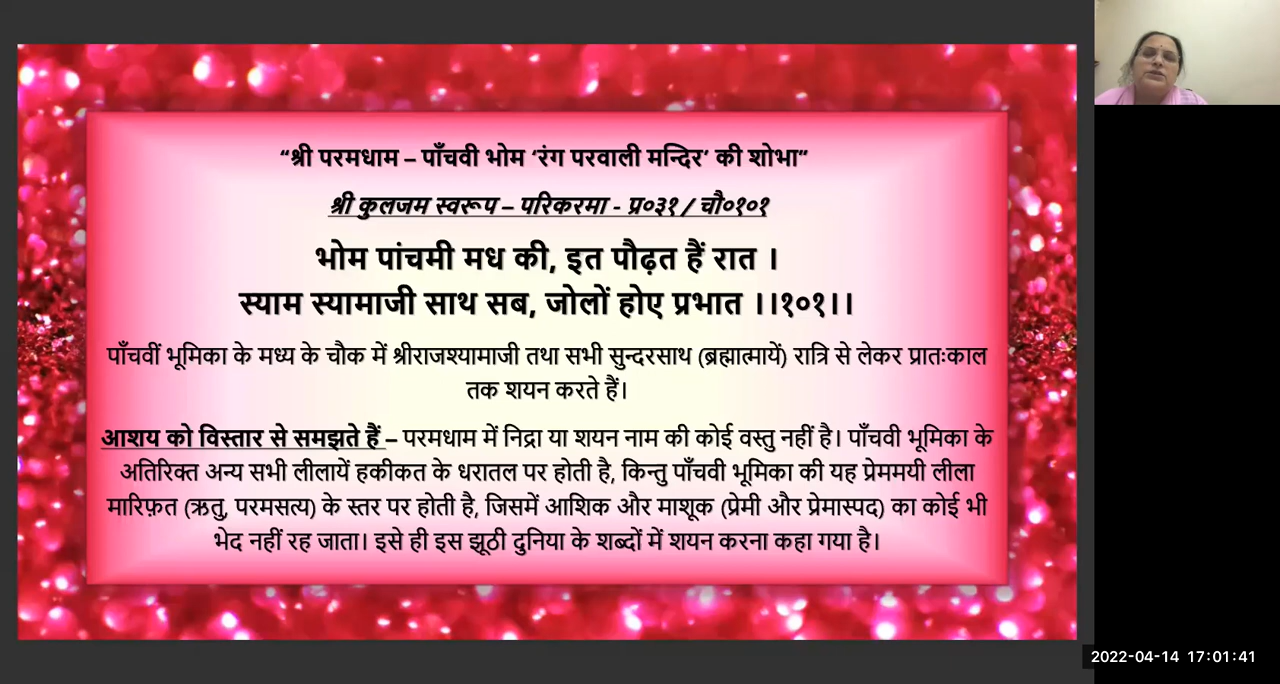 “श्री परमधाम – पाँचवी भोम ‘रंग परवाली मन्दिर’ की शोभा”
श्री कुलजम स्वरूप – परिकरमा - प्र०३१ / चौ०१०१
भोम पांचमी मध की, इत पौढ़त हैं रात ।
स्याम स्यामाजी साथ सब, जोलों होए प्रभात ।।१०१।।
पाँचवीं भूमिका के मध्य के चौक में श्रीराजश्यामाजी तथा सभी सुन्दरसाथ (ब्रह्मात्मायें) रात्रि से लेकर प्रातःकाल
तक शयन करते हैं।
आशय को विस्तार से समझते हैं – परमधाम में निद्रा या शयन नाम की कोई वस्तु नहीं है। पाँचवी भूमिका के
अतिरिक्त अन्य सभी लीलायें हकीकत के धरातल पर होती है, किन्तु पाँचवी भूमिका की यह प्रेममयी लीला
मारिफ़त (ऋतु, परमसत्य) के स्तर पर होती है, जिसमें आशिक और माशूक (प्रेमी और प्रेमास्पद) का कोई भी
भेद नहीं रह जाता। इसे ही इस झूठी दुनिया के शब्दों में शयन करना कहा गया है।
2022-04-14 17:01:41